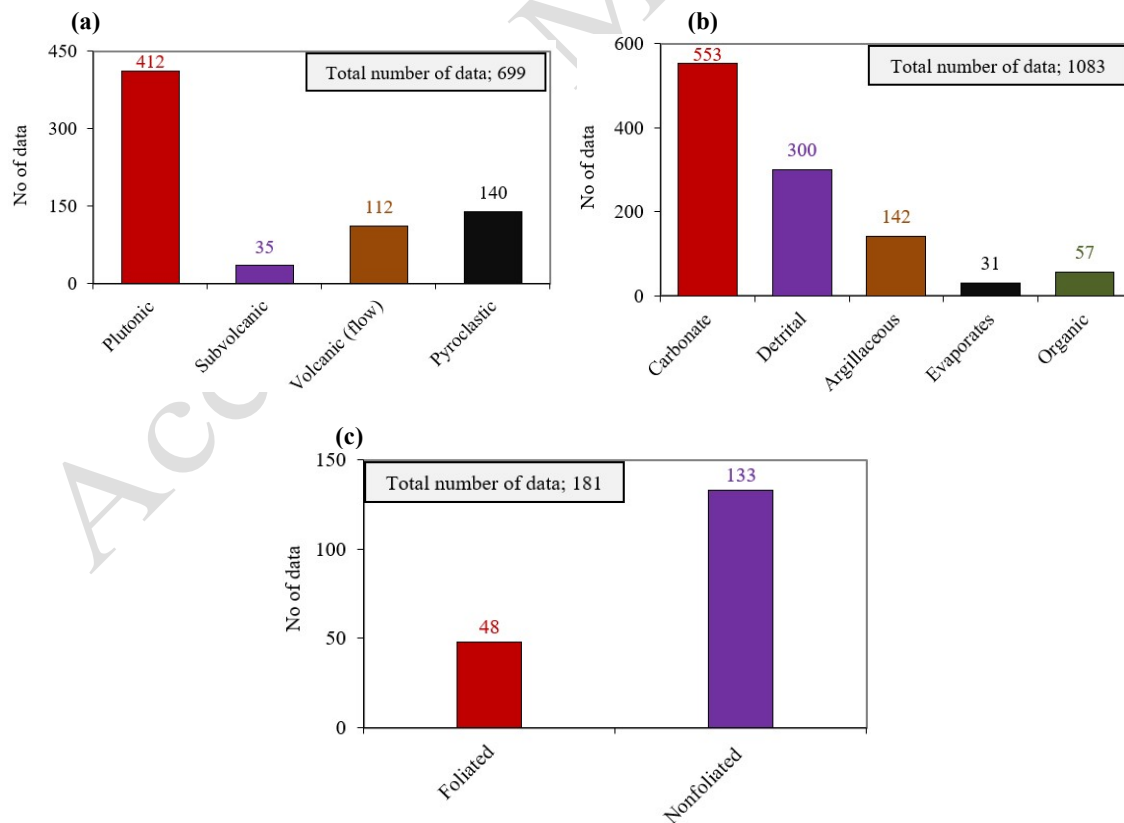 (a)
No of data
450
300
150
0
412
35
112
140
Total number of data; 699
Plutonic
Subvolcanic
Volcanic (flow)
Pyroclastic
(b)
No of data
600
400
200
0
553
300
142
31
57
Total number of data; 1083
Carbonate
Detrital
Argillaceous
Evaporates
Organic
(c)
No of data
150
100
50
0
48
133
Total number of data; 181
Foliated
Nonfoliated
Acc